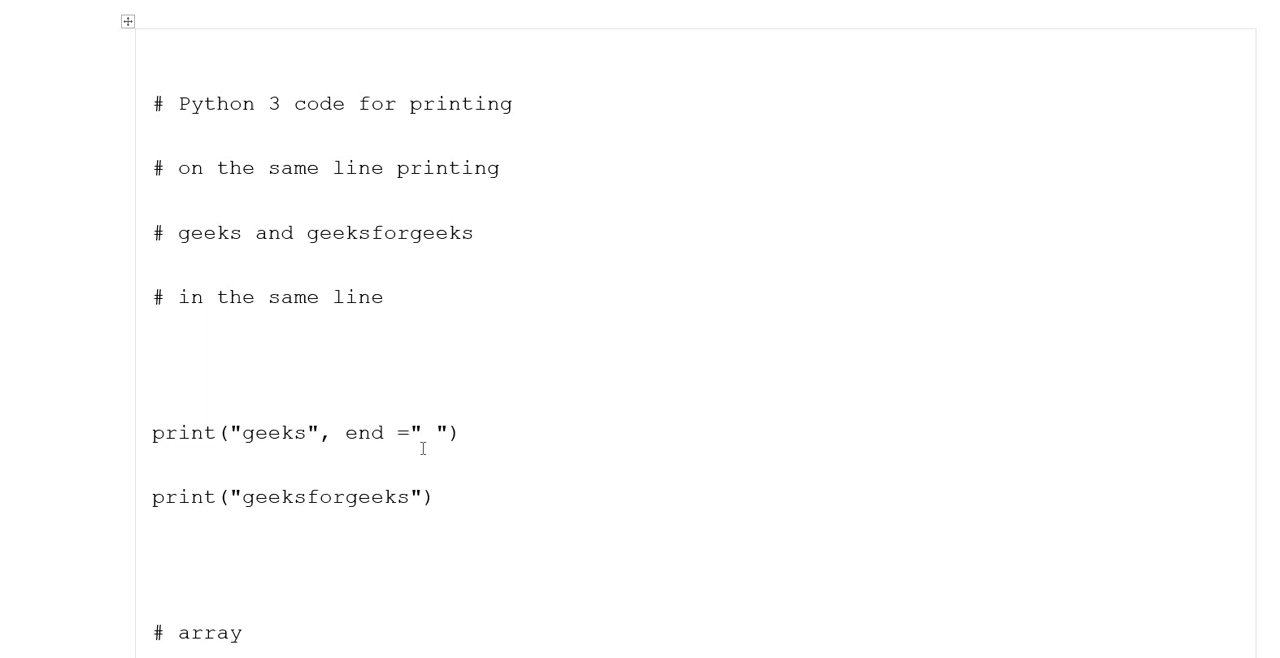 # Python 3 code for printing
# on the same line printing
# geeks and geeksforgeeks
# in the same line
print("geeks", end =" ")
print("geeksforgeeks")
# array